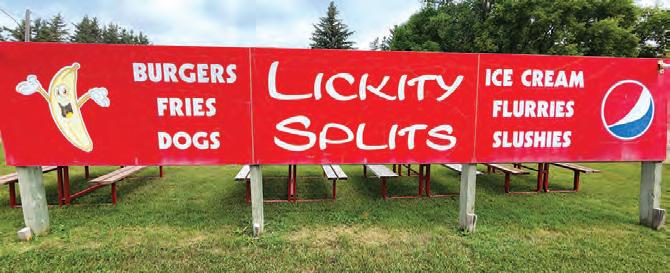 BURGERS
FRIES
DOGS
LICKITY
SPLITS
ICE CREAM
FLURRIES
SLUSHIES